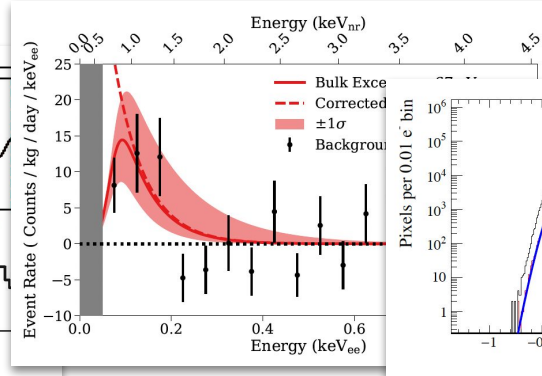 Energy (keVnr)
0.0 0.5 1.0 1.5 2.0 2.5 3.0 3.5 4.0 4.5
Event Rate ( Counts / kg / day / keVee)
25
20
15
10
5
0
−5
−10
Bulk Exce
Corrected
±1σ
Backgrou
0.0 0.2 0.4 0.6
Energy (keVee)
Pixels per 0.01 e⁻ bin
10⁶
10⁵
10⁴
10³
10²
10
1
−1 −0